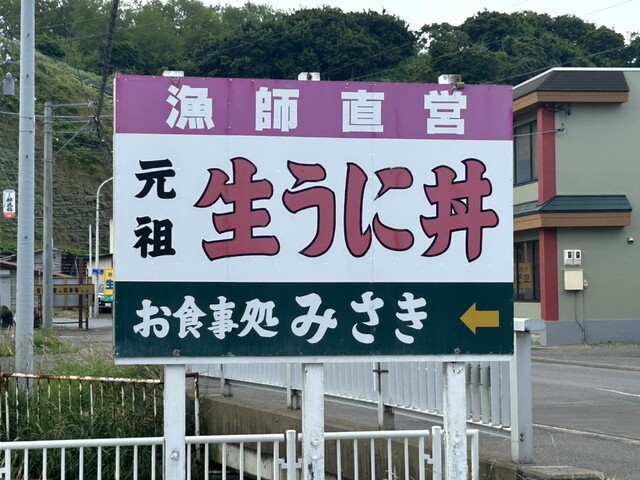 漁師直営
元祖
生うに丼
お食事処 みさき